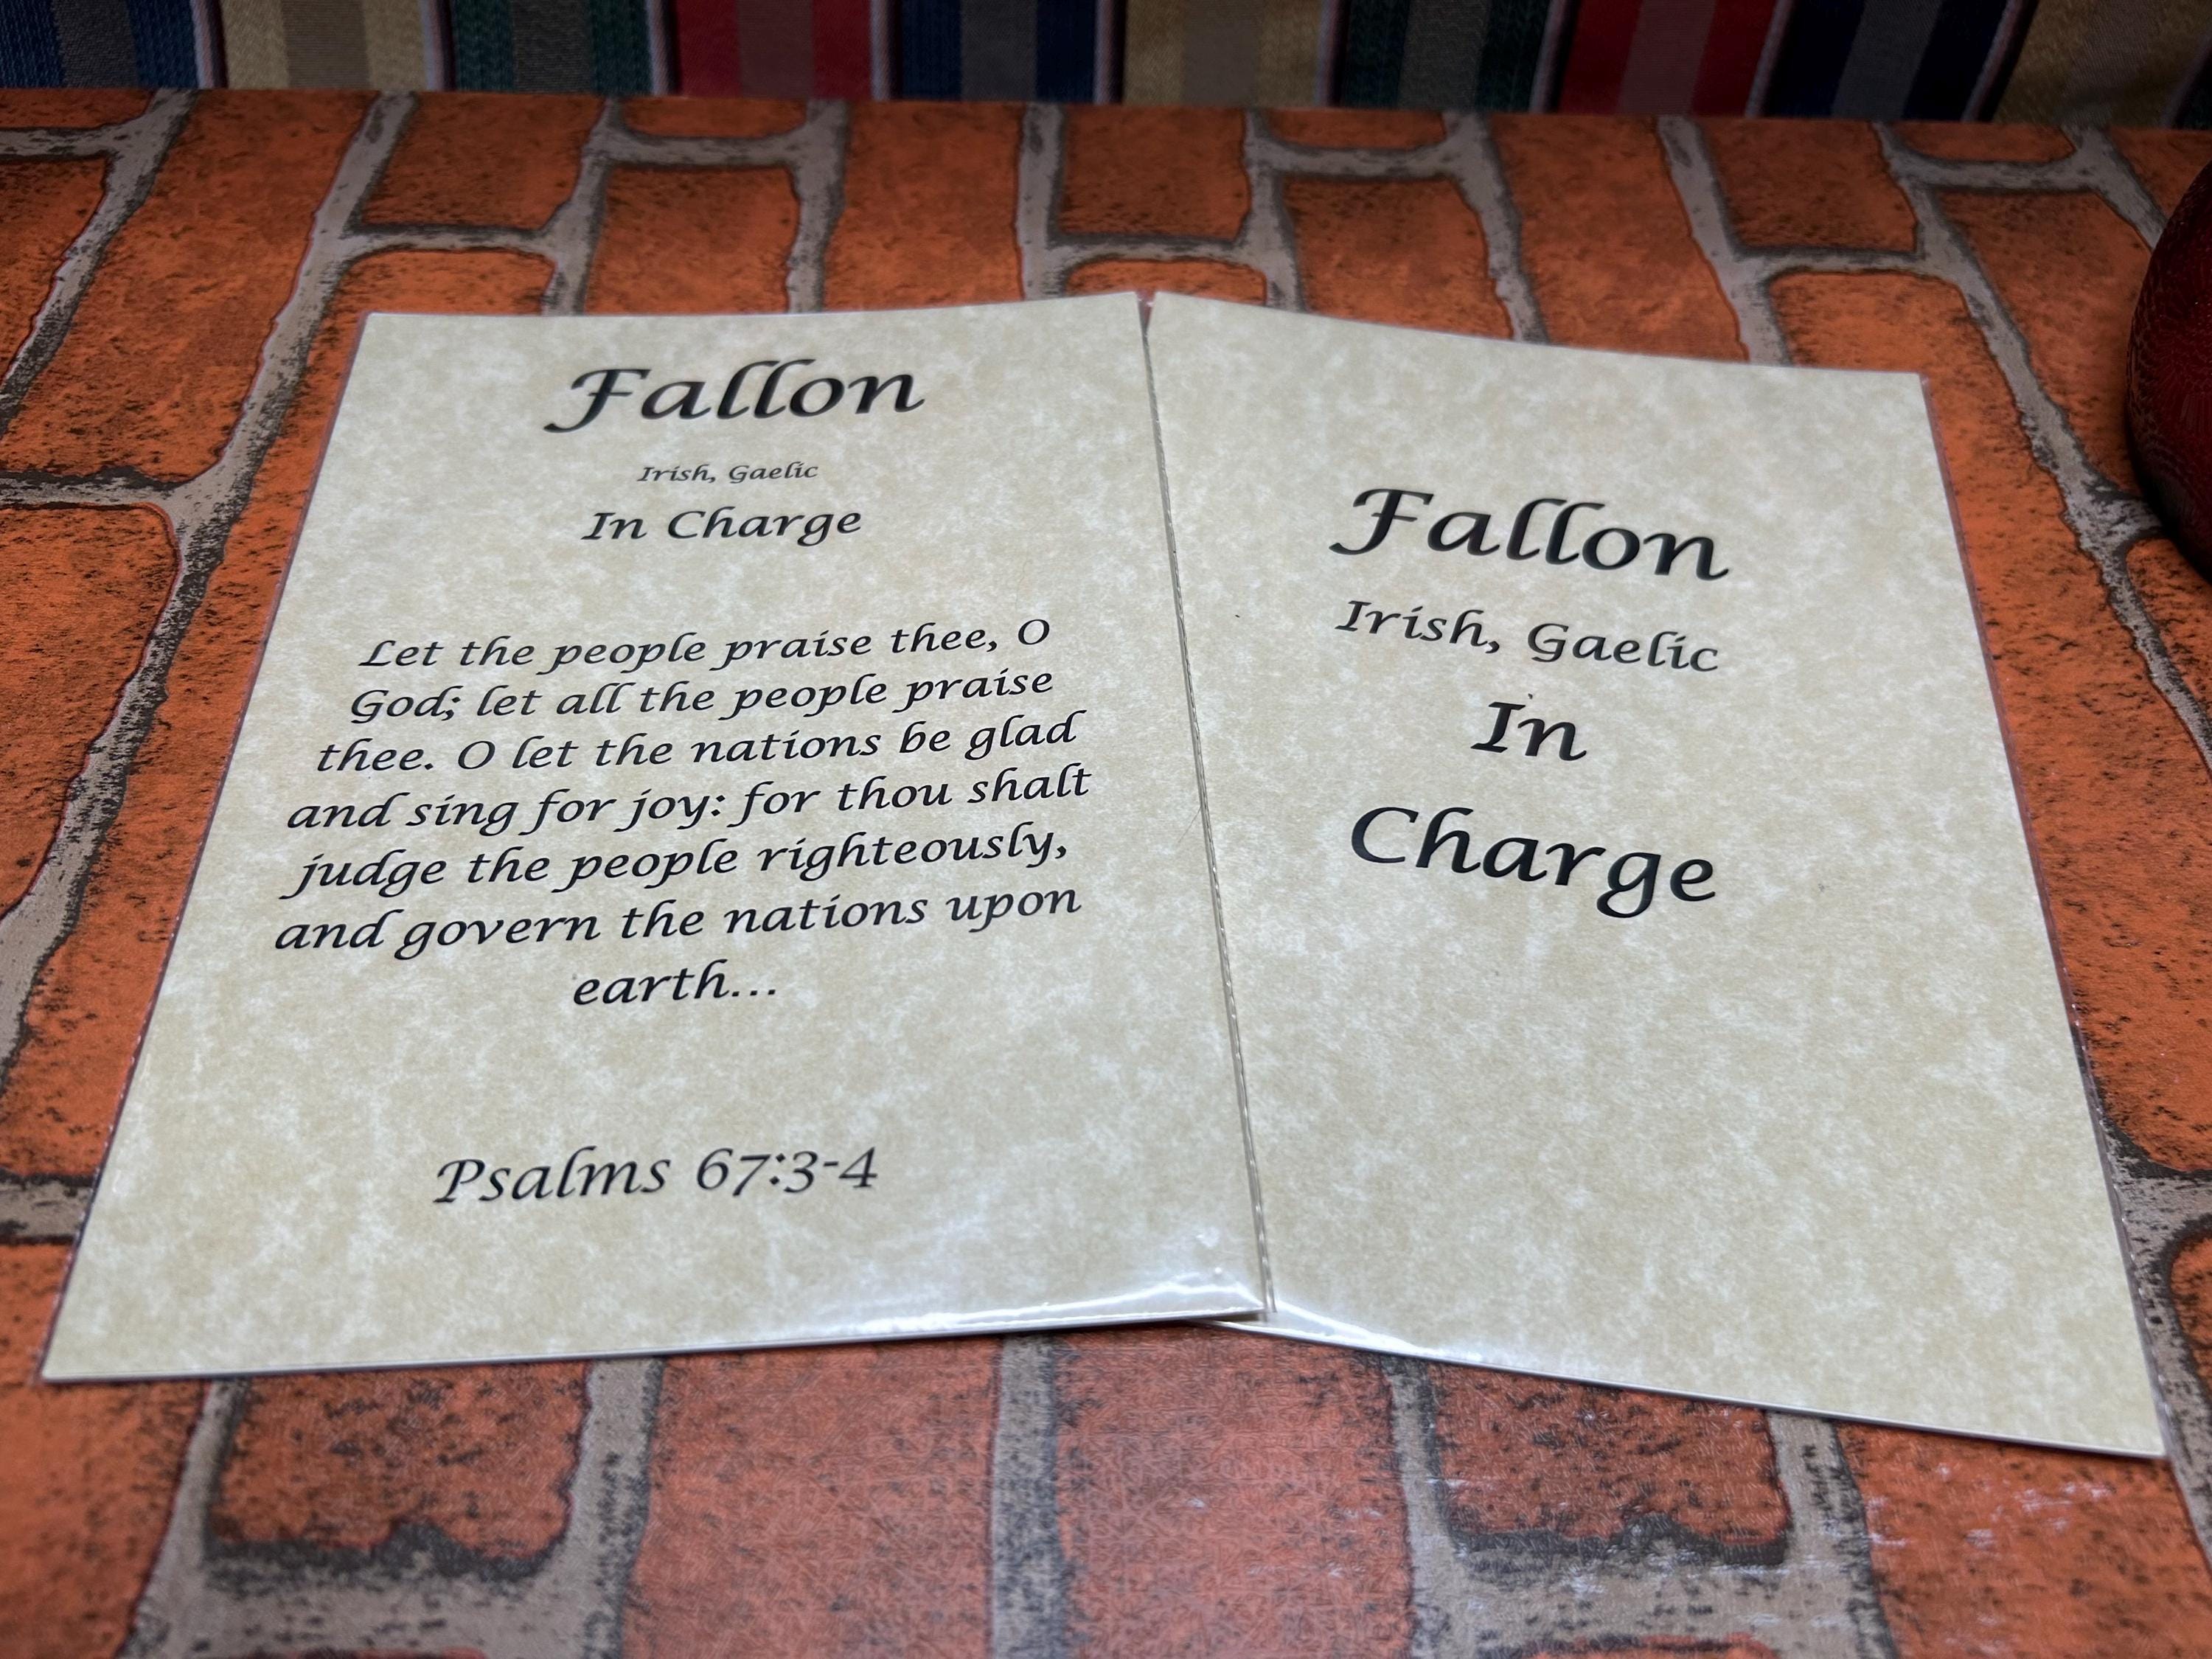 Fallon
Irish, Gaelic
In Charge
Let the people praise thee, O
God; let all the people praise
thee. O let the nations be glad
and sing for joy: for thou shalt
judge the people righteously,
and govern the nations upon
earth...
Psalms 67:3-4
Fallon
Irish, Gaelic
In
Charge